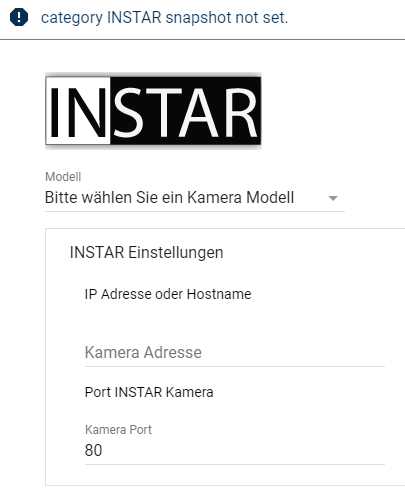 category INSTAR snapshot not set.
INSTAR
Modell
Bitte wählen Sie ein Kamera Modell
INSTAR Einstellungen
IP Adresse oder Hostname
Kamera Adresse
Port INSTAR Kamera
Kamera Port
80